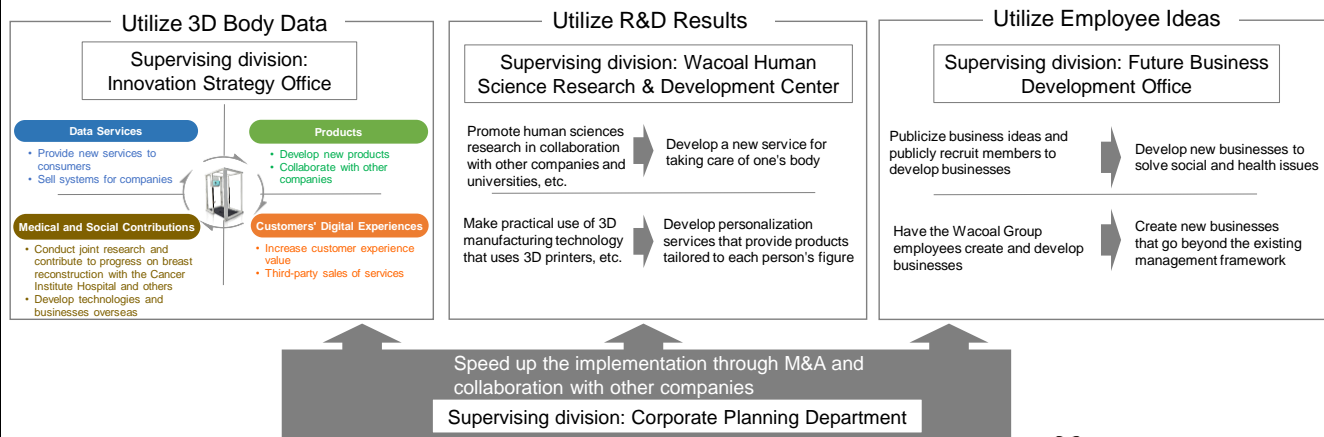 Utilize 3D Body Data
Supervising division:
Innovation Strategy Office
Data Services
• Provide new services to
consumers
• Sell systems for companies
Products
• Develop new products
• Collaborate with other
companies
Medical and Social Contributions
• Conduct joint research and
contribute to progress on breast
reconstruction with the Cancer
Institute Hospital and others
• Develop technologies and
businesses overseas
Customers' Digital Experiences
• Increase customer experience
value
• Third-party sales of services
Utilize R&D Results
Supervising division: Wacoal Human
Science Research & Development Center
Promote human sciences
research in collaboration
with other companies and
universities, etc.
Develop a new service for
taking care of one's body
Make practical use of 3D
manufacturing technology
that uses 3D printers, etc.
Develop personalization
services that provide products
tailored to each person's figure
Utilize Employee Ideas
Supervising division: Future Business
Development Office
Publicize business ideas and
publicly recruit members to
develop businesses
Develop new businesses to
solve social and health issues
Have the Wacoal Group
employees create and develop
businesses
Create new businesses
that go beyond the existing
management framework
Speed up the implementation through M&A and
collaboration with other companies
Supervising division: Corporate Planning Department